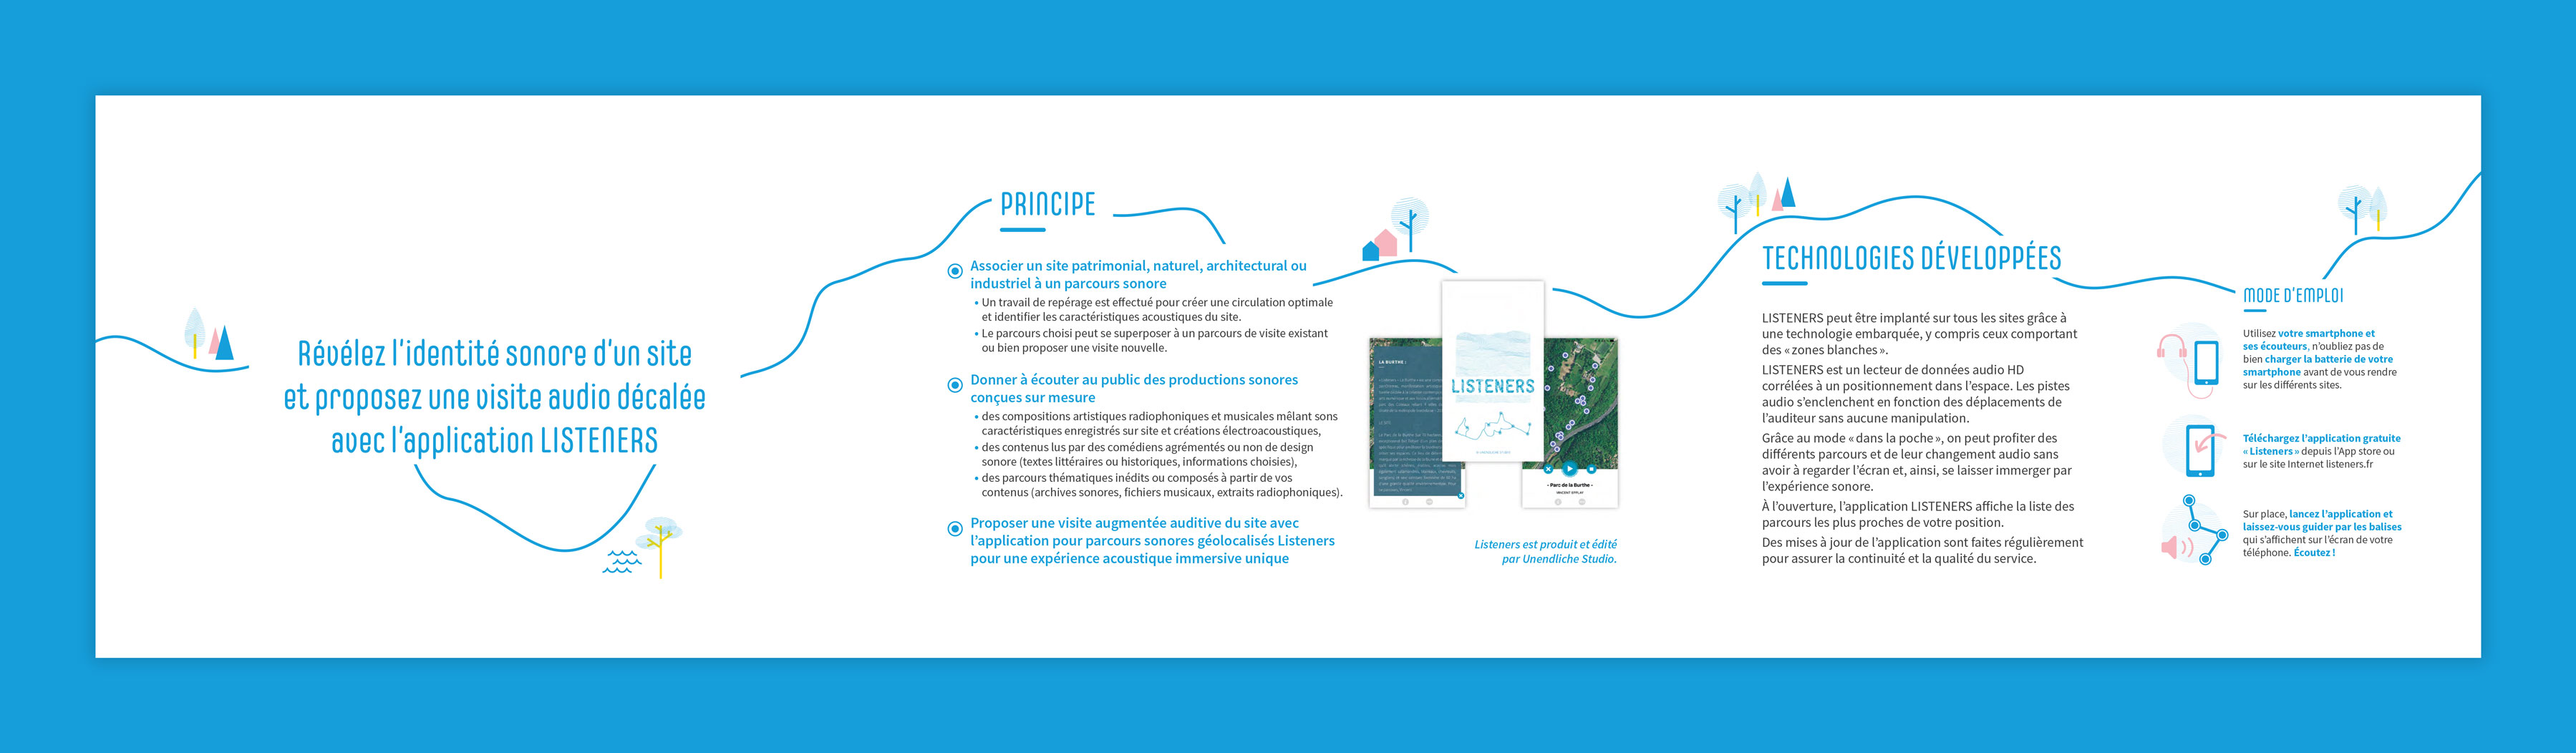 Révélez l'identité sonore d'un site
et proposez une visite audio décalée
avec l'application LISTENERS
PRINCIPE
Associer un site patrimonial, naturel, architectural ou
industriel à un parcours sonore
• Un travail de repérage est effectué pour créer une circulation optimale
et identifier les caractéristiques acoustiques du site.
• Le parcours choisi peut se superposer à un parcours de visite existant
ou bien proposer une visite nouvelle.
Donner à écouter au public des productions sonores
conçues sur mesure
• des compositions artistiques radiophoniques et musicales mêlant sons
caractéristiques enregistrés sur site et créations électroacoustiques,
• des contenus lus par des comédiens agrémentés ou non de design
sonore (textes littéraires ou historiques, informations choisies),
• des parcours thématiques inédits ou composés à partir de vos
contenus (archives sonores, fichiers musicaux, extraits radiophoniques).
Proposer une visite augmentée auditive du site avec
l'application pour parcours sonores géolocalisés Listeners
pour une expérience acoustique immersive unique
LA BURTHE :
LISTENERS
- Parc de la Burthe -
VINCENT EPPLAY
Listeners est produit et édité
par Unendliche Studio.
TECHNOLOGIES DÉVELOPPÉES
LISTENERS peut être implanté sur tous les sites grâce à
une technologie embarquée, y compris ceux comportant
des « zones blanches ».
LISTENERS est un lecteur de données audio HD
corrélées à un positionnement dans l'espace. Les pistes
audio s'enclenchent en fonction des déplacements de
l'auditeur sans aucune manipulation.
Grâce au mode « dans la poche », on peut profiter des
différents parcours et de leur changement audio sans
avoir à regarder l'écran et, ainsi, se laisser immerger par
l'expérience sonore.
À l'ouverture, l'application LISTENERS affiche la liste des
parcours les plus proches de votre position.
Des mises à jour de l'application sont faites régulièrement
pour assurer la continuité et la qualité du service.
MODE D'EMPLOI
Utilisez votre smartphone et
ses écouteurs, n'oubliez pas de
bien charger la batterie de votre
smartphone avant de vous rendre
sur les différents sites.
Téléchargez l'application gratuite
« Listeners » depuis l'App store ou
sur le site Internet listeners.fr
Sur place, lancez l'application et
laissez-vous guider par les balises
qui s'affichent sur l'écran de votre
téléphone. Écoutez !